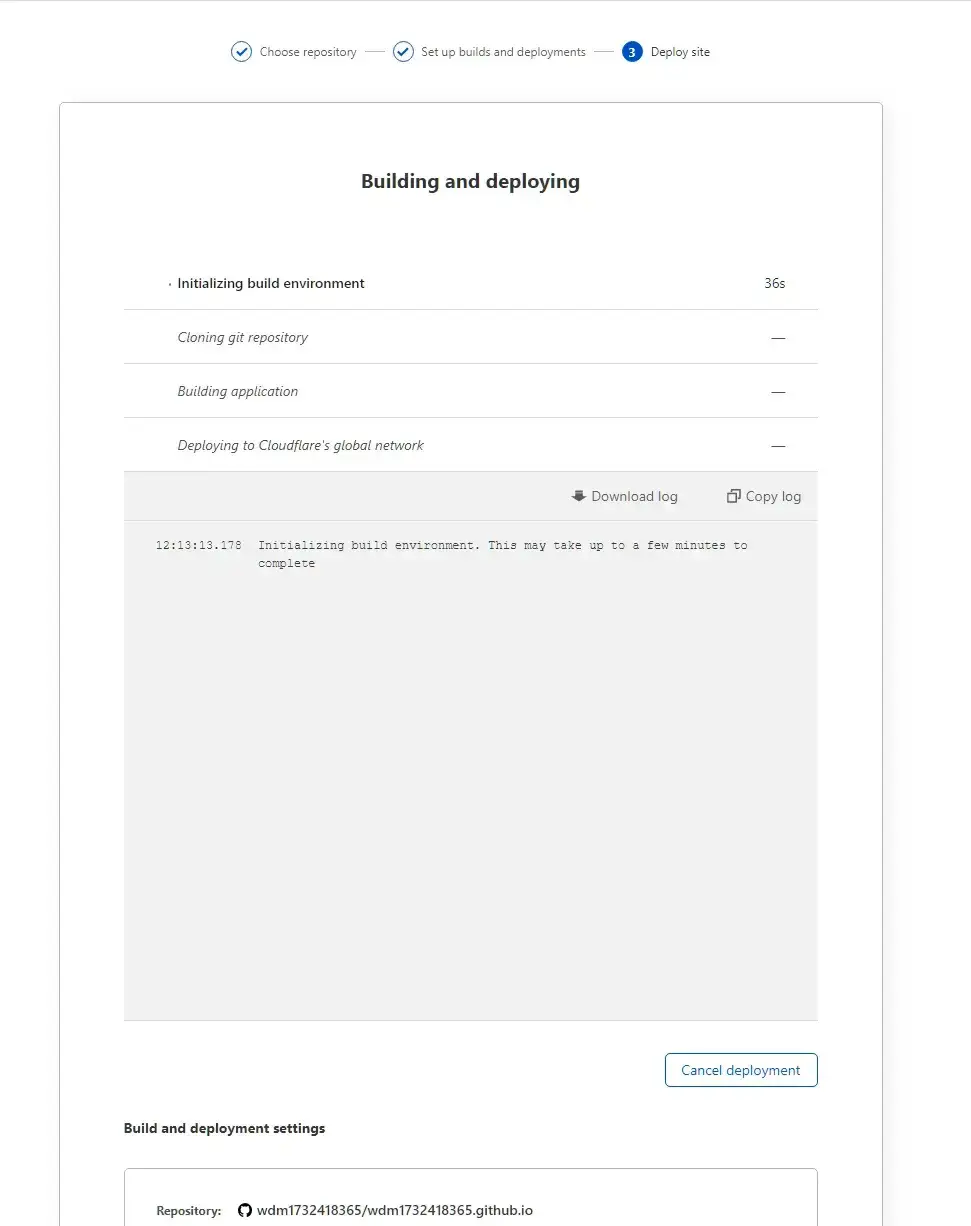 Choose repository
Set up builds and deployments
3 Deploy site
Building and deploying
Initializing build environment 36s
Cloning git repository —
Building application —
Deploying to Cloudflare's global network —
Download log Copy log
12:13:13.178 Initializing build environment. This may take up to a few minutes to
complete
Cancel deployment
Build and deployment settings
Repository: wdm1732418365/wdm1732418365.github.io